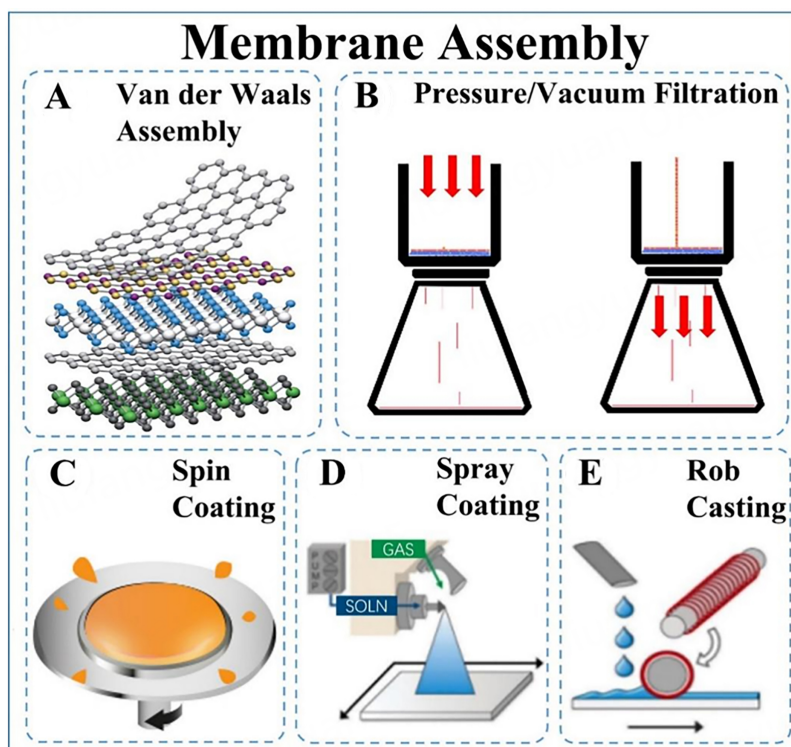 Membrane Assembly
A
Van der Waals
Assembly
B
Pressure/Vacuum Filtration
C
Spin
Coating
D
Spray
Coating
PUMP
GAS
SOLN
E
Rob
Casting